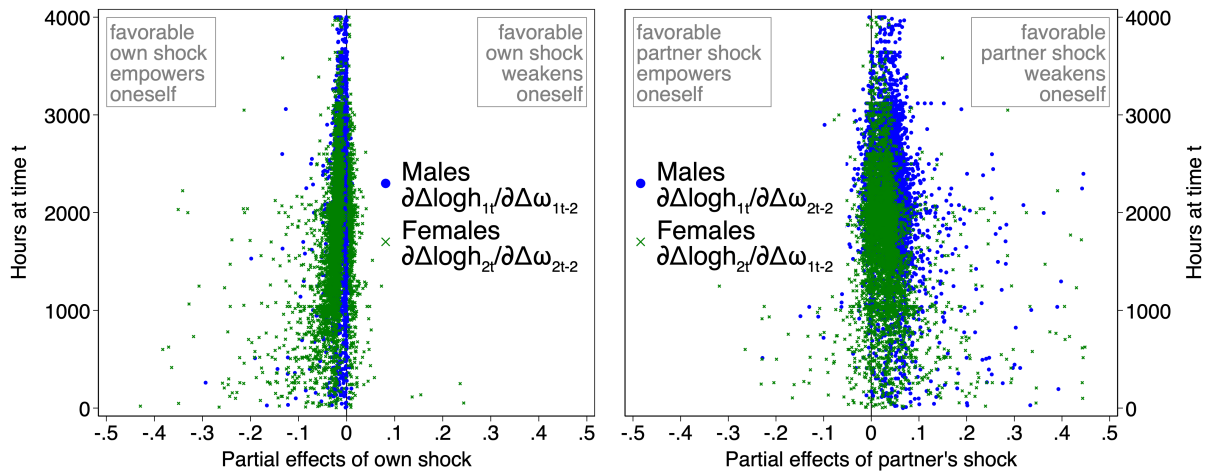 4000
3000
2000
1000
0
Hours at time t
favorable
own shock
empowers
oneself
favorable
own shock
weakens
oneself
Males
∂Δlogh1t/∂Δω1t-2
Females
∂Δlogh2t/∂Δω2t-2
-.5 -.4 -.3 -.2 -.1 0 .1 .2 .3 .4 .5
Partial effects of own shock
favorable
partner shock
empowers
oneself
favorable
partner shock
weakens
oneself
Males
∂Δlogh1t/∂Δω2t-2
Females
∂Δlogh2t/∂Δω1t-2
4000
3000
2000
1000
0
Hours at time t
-.5 -.4 -.3 -.2 -.1 0 .1 .2 .3 .4 .5
Partial effects of partner's shock